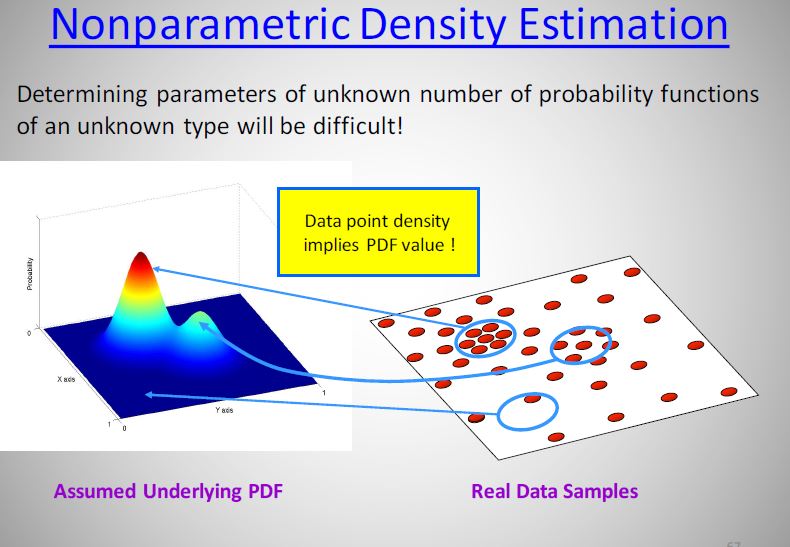 Nonparametric Density Estimation
Determining parameters of unknown number of probability functions
of an unknown type will be difficult!
Data point density
implies PDF value !
Probability
0
X axis
1
0
Y axis
1
Assumed Underlying PDF
Real Data Samples
67